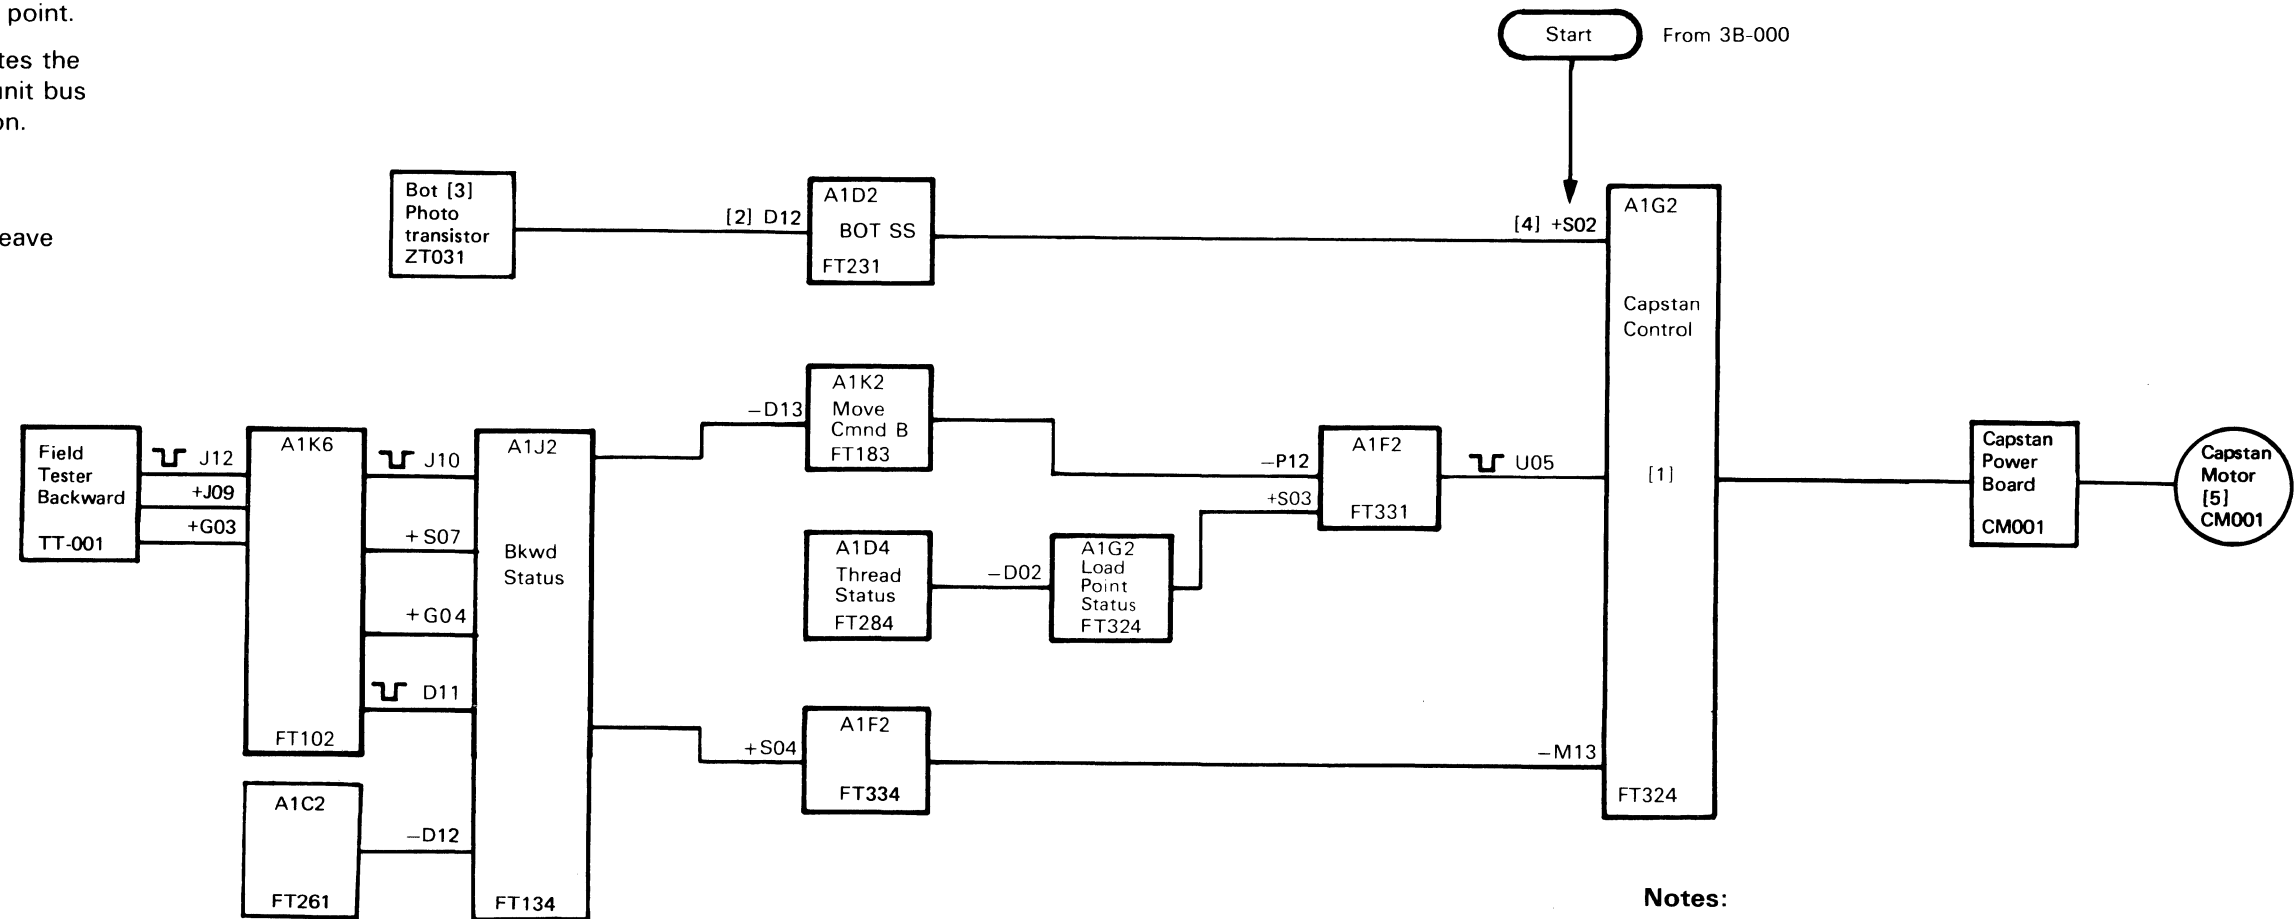 point.
tes the
unit bus
on.
eave
Start
From 3B-000
Bot [3]
Photo
transistor
ZT031
[2] D12
A1D2
BOT SS
FT231
[4] +S02
A1G2
Capstan
Control
[1]
FT324
Field
Tester
Backward
TT-001
J12
+J09
+G03
A1K6
FT102
J10
+S07
+G04
D11
A1C2
FT261
−D12
A1J2
Bkwd
Status
FT134
−D13
A1K2
Move
Cmnd B
FT183
−P12
+S03
A1F2
FT331
U05
A1D4
Thread
Status
FT284
−D02
A1G2
Load
Point
Status
FT324
+S04
A1F2
FT334
−M13
Capstan
Power
Board
CM001
Capstan
Motor
[5]
CM001
Notes: